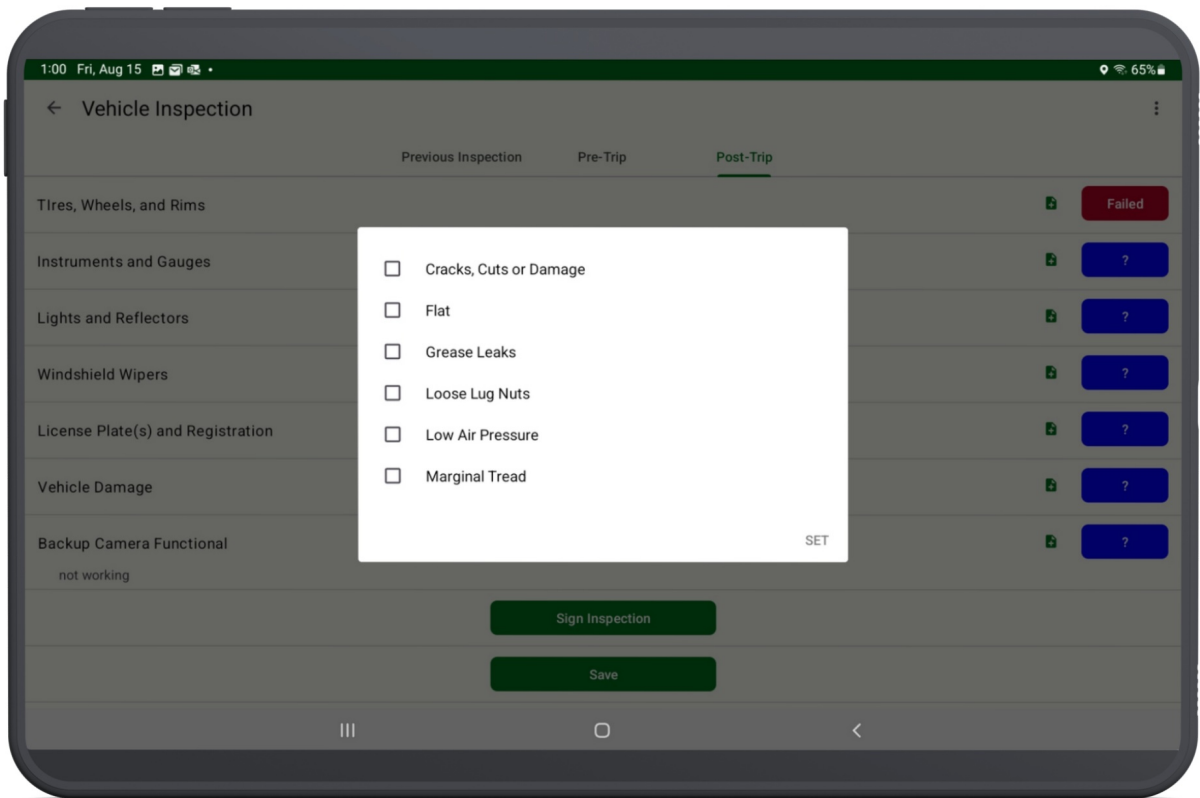 1:00 Fri, Aug 15 • 65%
Vehicle Inspection
Previous Inspection Pre-Trip Post-Trip
TIres, Wheels, and Rims Failed
Instruments and Gauges ?
Lights and Reflectors ?
Windshield Wipers ?
License Plate(s) and Registration ?
Vehicle Damage ?
Backup Camera Functional ?
not working
Cracks, Cuts or Damage
Flat
Grease Leaks
Loose Lug Nuts
Low Air Pressure
Marginal Tread
SET
Sign Inspection
Save